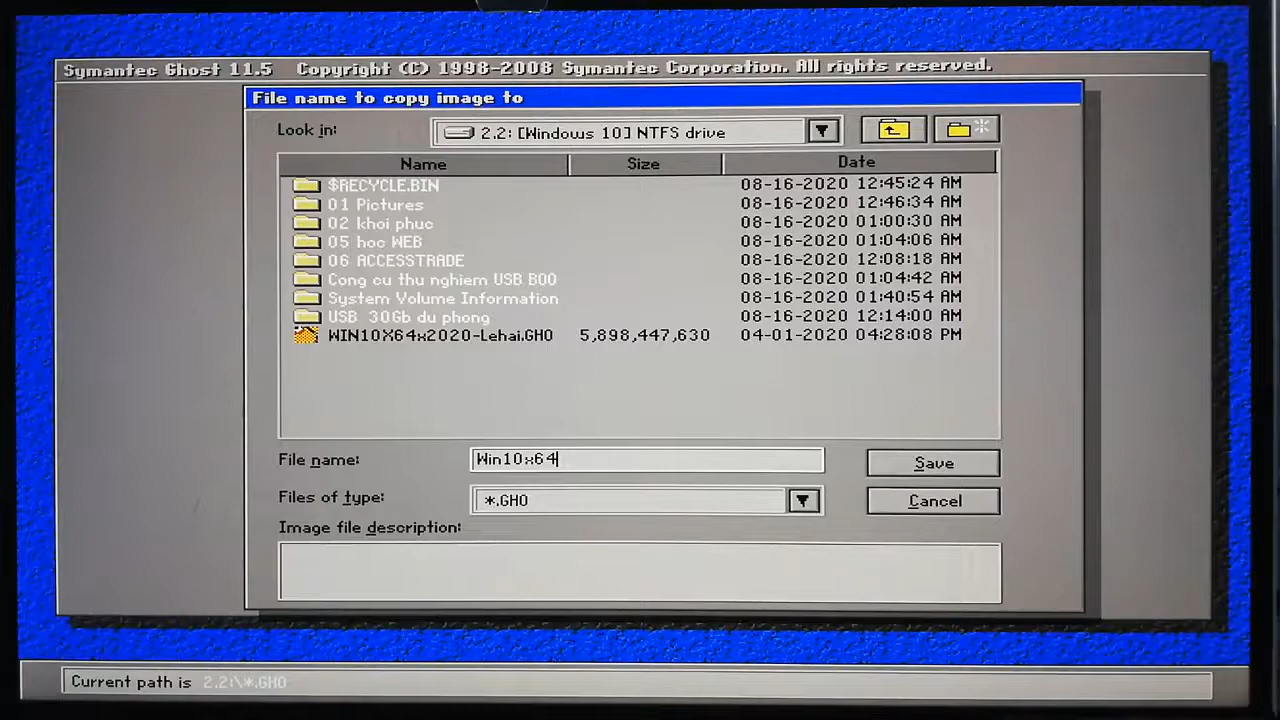 Symantec Ghost 11.5 Copyright (C) 1998-2008 Symantec Corporation. All rights reserved.
File name to copy image to
Look in: 2.2: [Windows 10] NTFS drive
Name Size Date
$RECYCLE.BIN 08-16-2020 12:45:24 AM
01 Pictures 08-16-2020 12:46:34 AM
02 khoi phuc 08-16-2020 01:00:30 AM
05 hoc WEB 08-16-2020 01:04:06 AM
06 ACCESSTRADE 08-16-2020 12:08:18 AM
Cong cu thu nghiem USB BOO 08-16-2020 01:04:42 AM
System Volume Information 08-16-2020 01:40:54 AM
USB 30Gb du phong 08-16-2020 12:14:00 AM
WIN10X64x2020-Lehai.GHO 5,898,447,630 04-01-2020 04:28:08 PM
File name: Win10x64 Save
Files of type: *.GHO Cancel
Image file description:
Current path is 2.2:\*.GHO